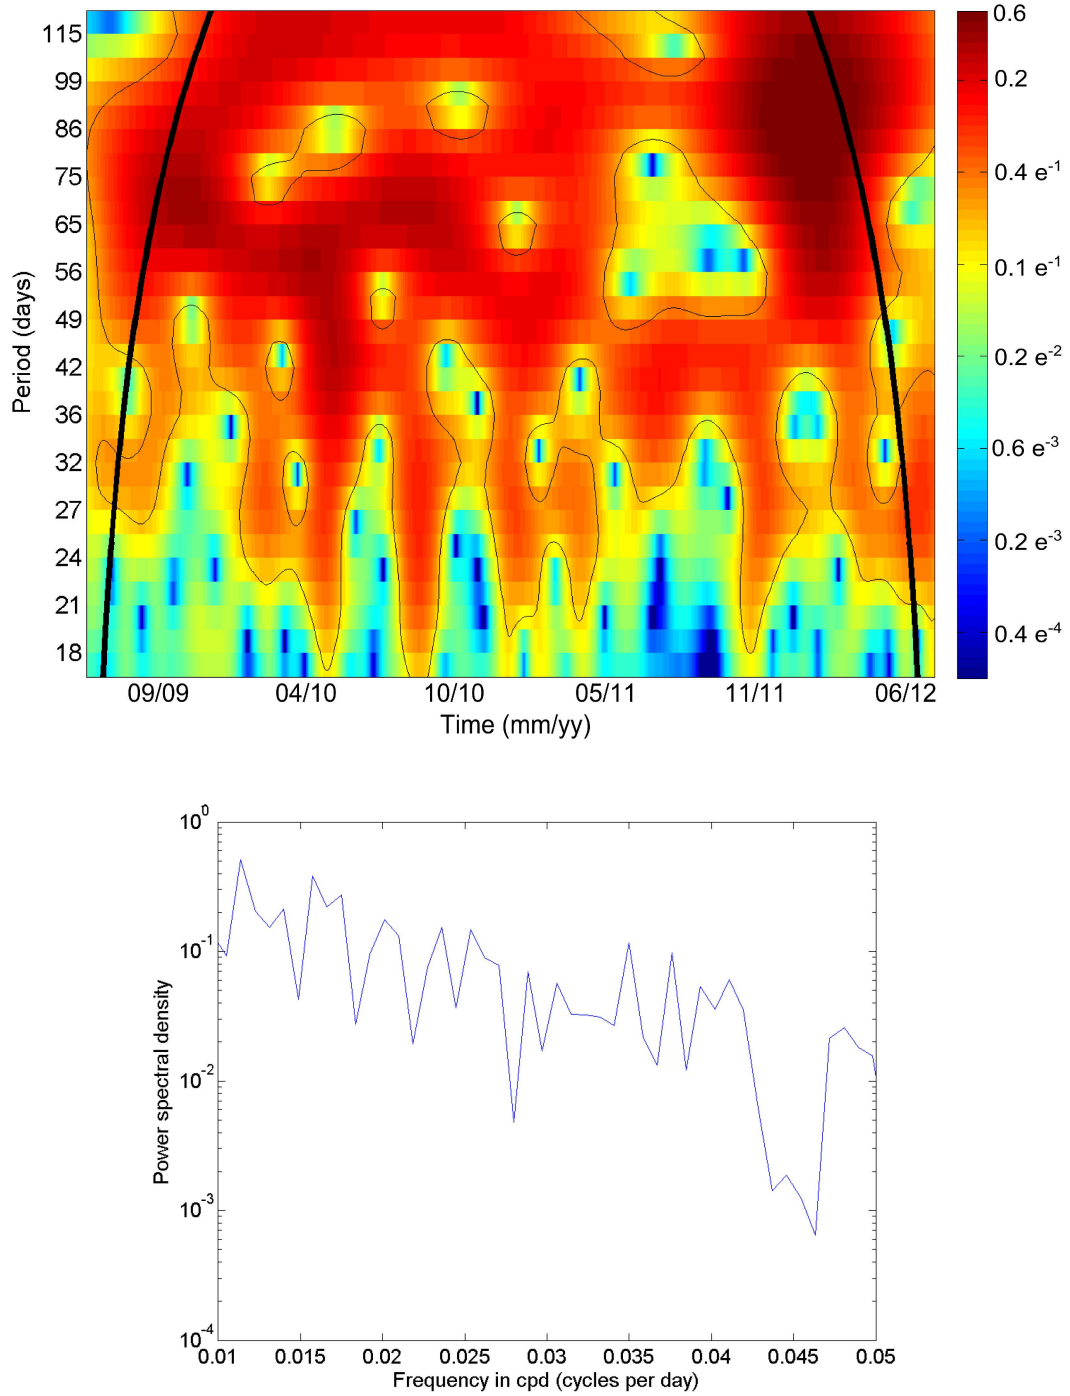 115
99
86
75
65
56
49
42
36
32
27
24
21
18
Period (days)
09/09 04/10 10/10 05/11 11/11 06/12
Time (mm/yy)
0.6
0.2
0.4 e⁻¹
0.1 e⁻¹
0.2 e⁻²
0.6 e⁻³
0.2 e⁻³
0.4 e⁻⁴
10⁰
10⁻¹
10⁻²
10⁻³
10⁻⁴
Power spectral density
0.01 0.015 0.02 0.025 0.03 0.035 0.04 0.045 0.05
Frequency in cpd (cycles per day)